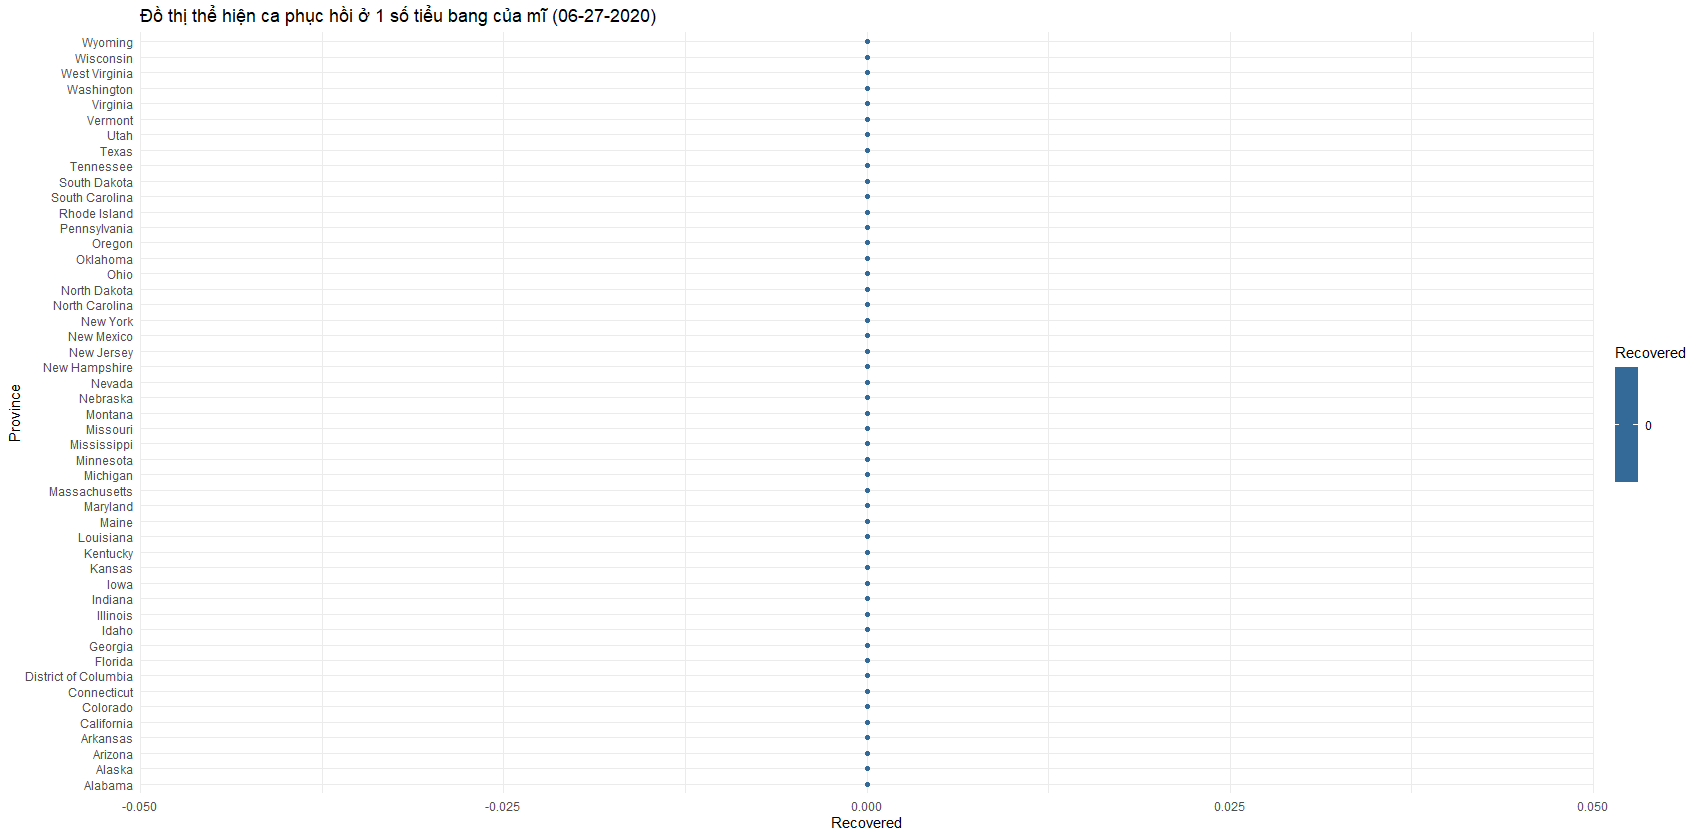 Đồ thị thể hiện ca phục hồi ở 1 số tiểu bang của mĩ (06-27-2020)
Province
Wyoming
Wisconsin
West Virginia
Washington
Virginia
Vermont
Utah
Texas
Tennessee
South Dakota
South Carolina
Rhode Island
Pennsylvania
Oregon
Oklahoma
Ohio
North Dakota
North Carolina
New York
New Mexico
New Jersey
New Hampshire
Nevada
Nebraska
Montana
Missouri
Mississippi
Minnesota
Michigan
Massachusetts
Maryland
Maine
Louisiana
Kentucky
Kansas
Iowa
Indiana
Illinois
Idaho
Georgia
Florida
District of Columbia
Connecticut
Colorado
California
Arkansas
Arizona
Alaska
Alabama
-0.050 -0.025 0.000 0.025 0.050
Recovered
Recovered
0